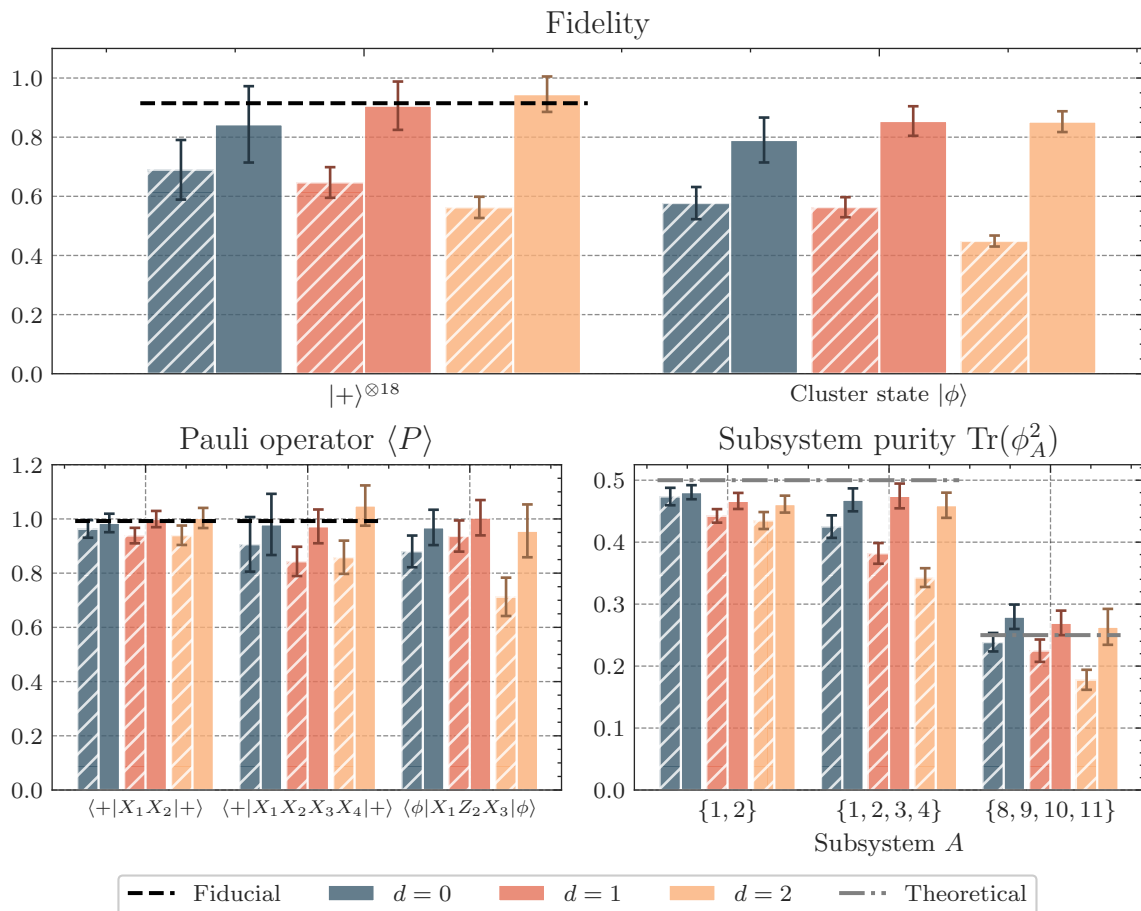 Fidelity
1.0
0.8
0.6
0.4
0.2
0.0
|+⟩⊗18
Cluster state |ϕ⟩
Pauli operator ⟨P⟩
1.2
1.0
0.8
0.6
0.4
0.2
0.0
⟨+|X₁X₂|+⟩
⟨+|X₁X₂X₃X₄|+⟩
⟨ϕ|X₁Z₂X₃|ϕ⟩
Subsystem purity Tr(ϕ²_A)
0.5
0.4
0.3
0.2
0.1
0.0
{1, 2}
{1, 2, 3, 4}
{8, 9, 10, 11}
Subsystem A
Fiducial
d = 0
d = 1
d = 2
Theoretical